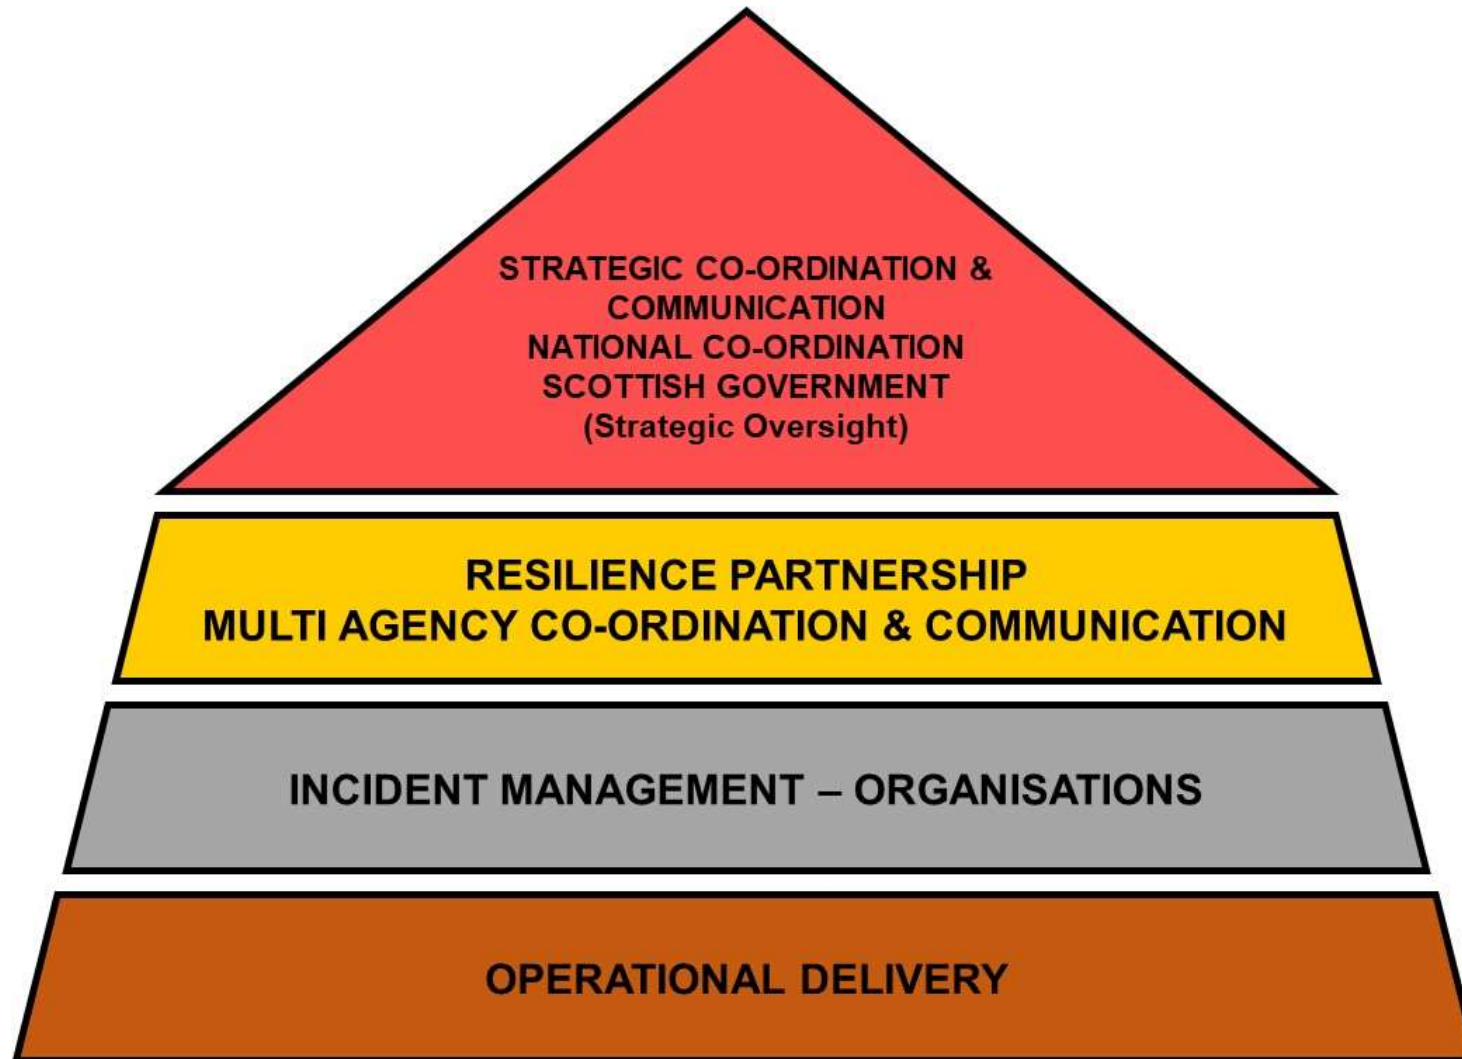 STRATEGIC CO-ORDINATION &
COMMUNICATION
NATIONAL CO-ORDINATION
SCOTTISH GOVERNMENT
(Strategic Oversight)
RESILIENCE PARTNERSHIP
MULTI AGENCY CO-ORDINATION & COMMUNICATION
INCIDENT MANAGEMENT – ORGANISATIONS
OPERATIONAL DELIVERY